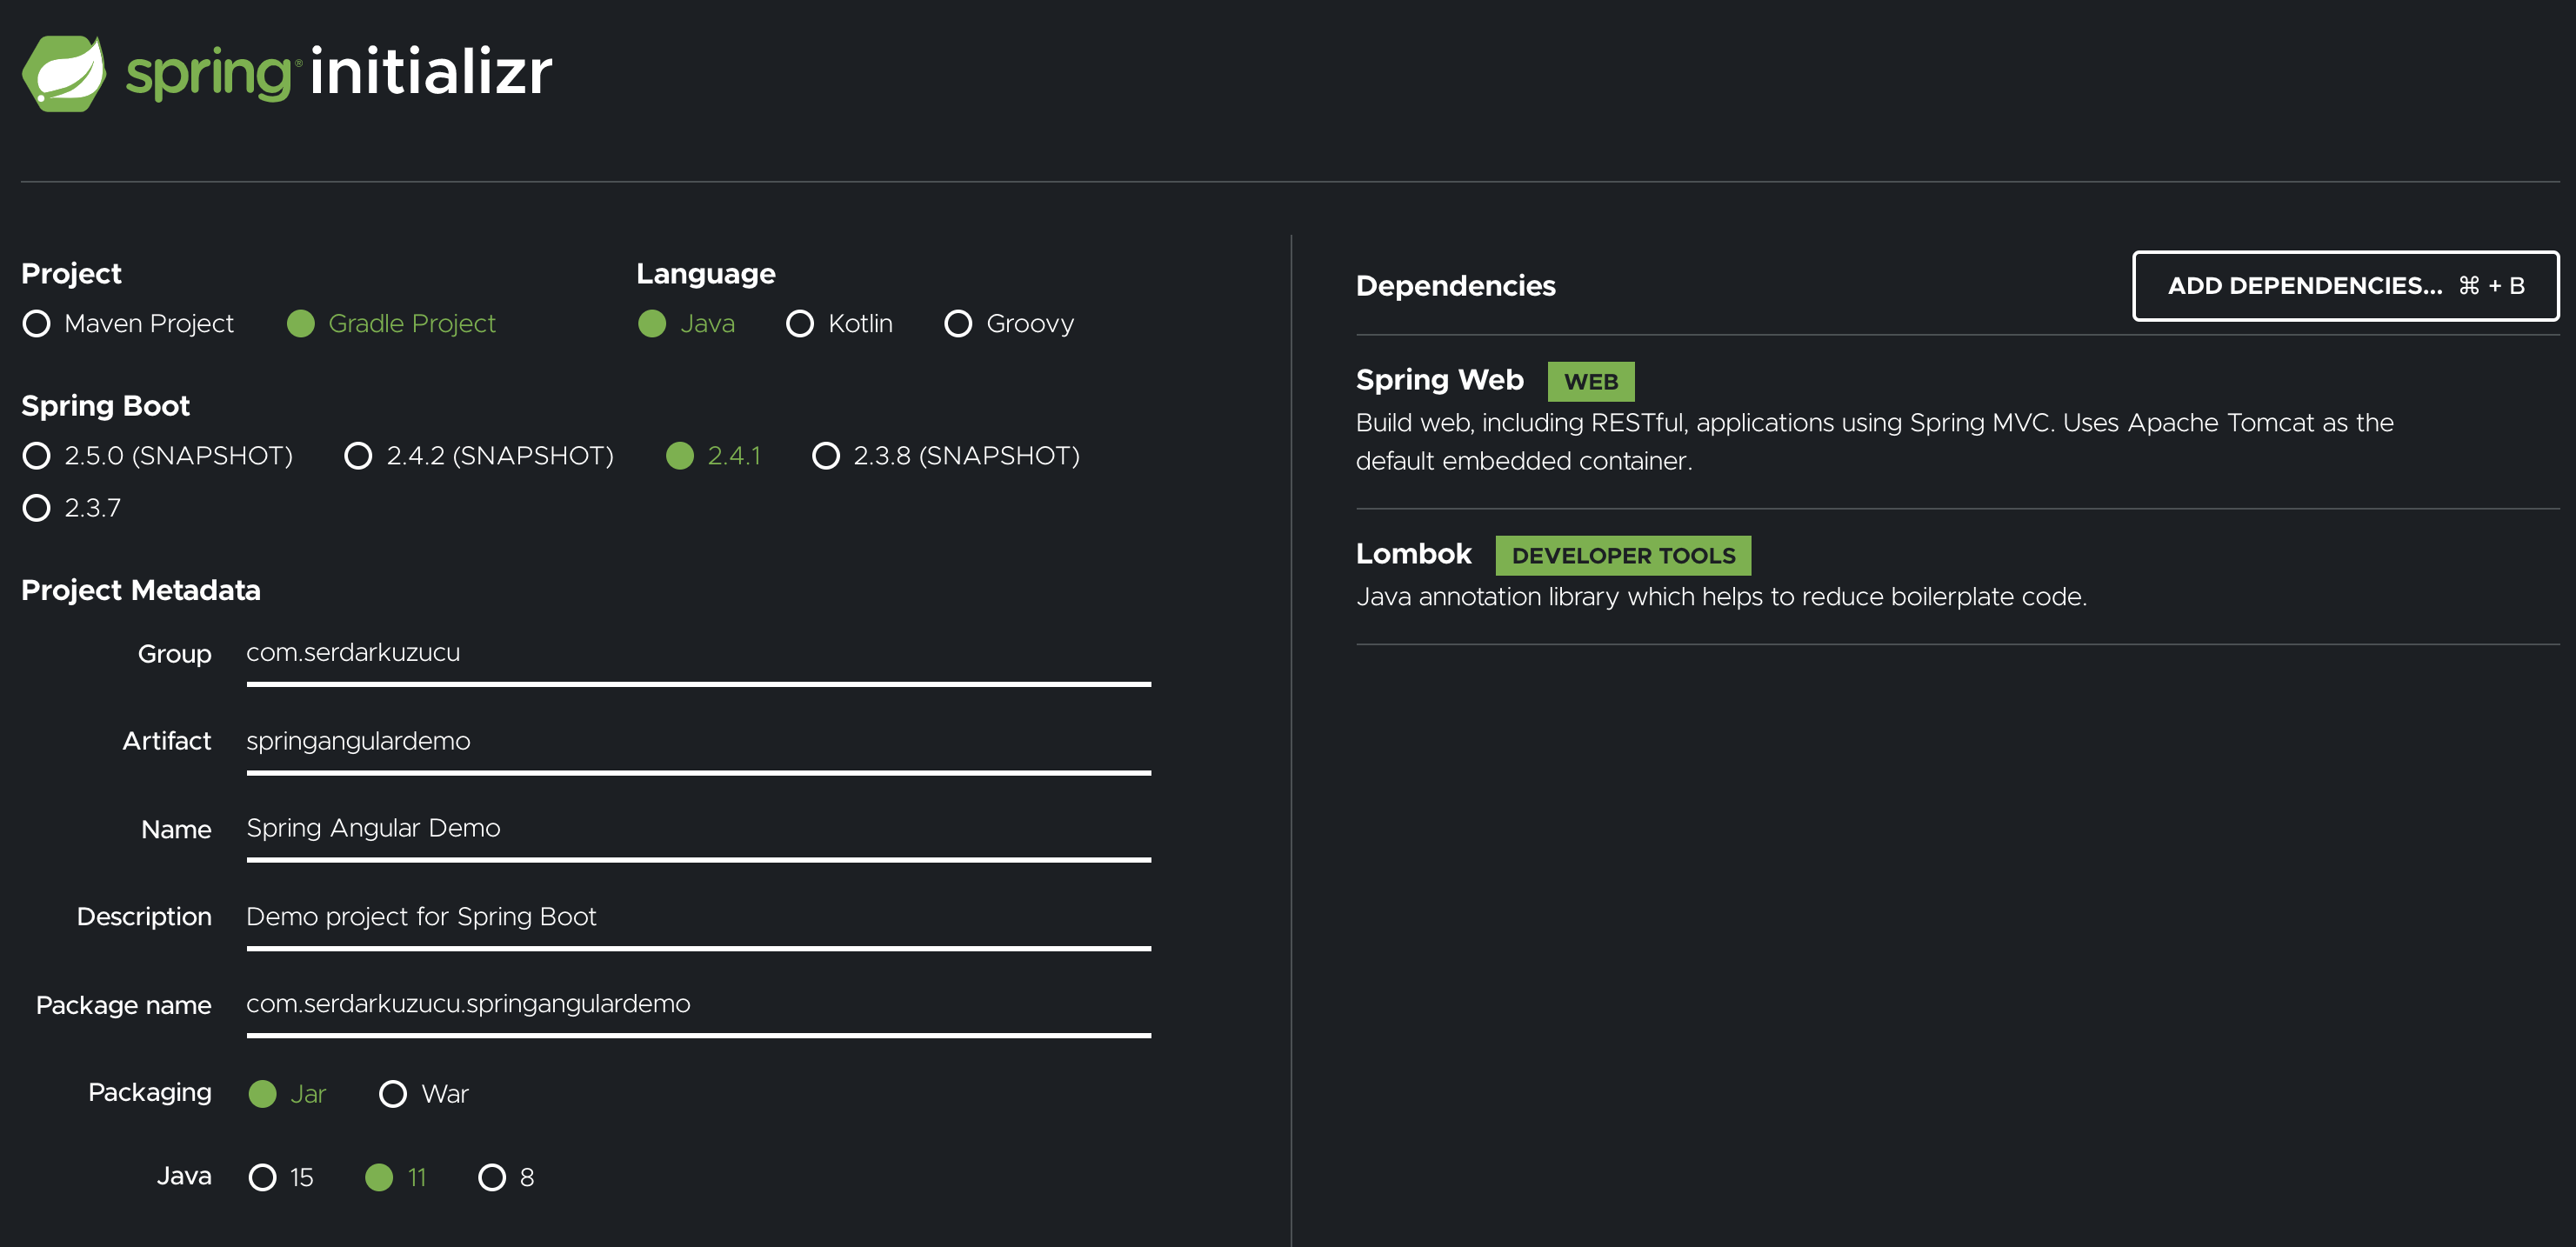 spring® initializr
Project
Maven Project Gradle Project
Language
Java Kotlin Groovy
Spring Boot
2.5.0 (SNAPSHOT) 2.4.2 (SNAPSHOT) 2.4.1 2.3.8 (SNAPSHOT)
2.3.7
Project Metadata
Group com.serdarkuzucu
Artifact springangulardemo
Name Spring Angular Demo
Description Demo project for Spring Boot
Package name com.serdarkuzucu.springangulardemo
Packaging Jar War
Java 15 11 8
Dependencies
ADD DEPENDENCIES... ⌘ + B
Spring Web WEB
Build web, including RESTful, applications using Spring MVC. Uses Apache Tomcat as the
default embedded container.
Lombok DEVELOPER TOOLS
Java annotation library which helps to reduce boilerplate code.